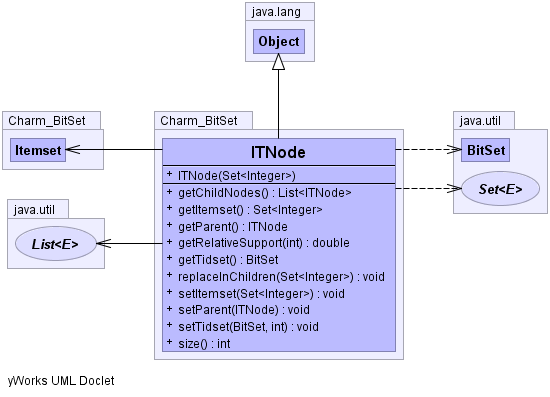 java.lang
Object
Charm_BitSet
Itemset
java.util
List<E>
Charm_BitSet
ITNode
+ ITNode(Set<Integer>)
+ getChildNodes() : List<ITNode>
+ getItemset() : Set<Integer>
+ getParent() : ITNode
+ getRelativeSupport(int) : double
+ getTidset() : BitSet
+ replaceInChildren(Set<Integer>) : void
+ setItemset(Set<Integer>) : void
+ setParent(ITNode) : void
+ setTidset(BitSet, int) : void
+ size() : int
java.util
BitSet
Set<E>
yWorks UML Doclet